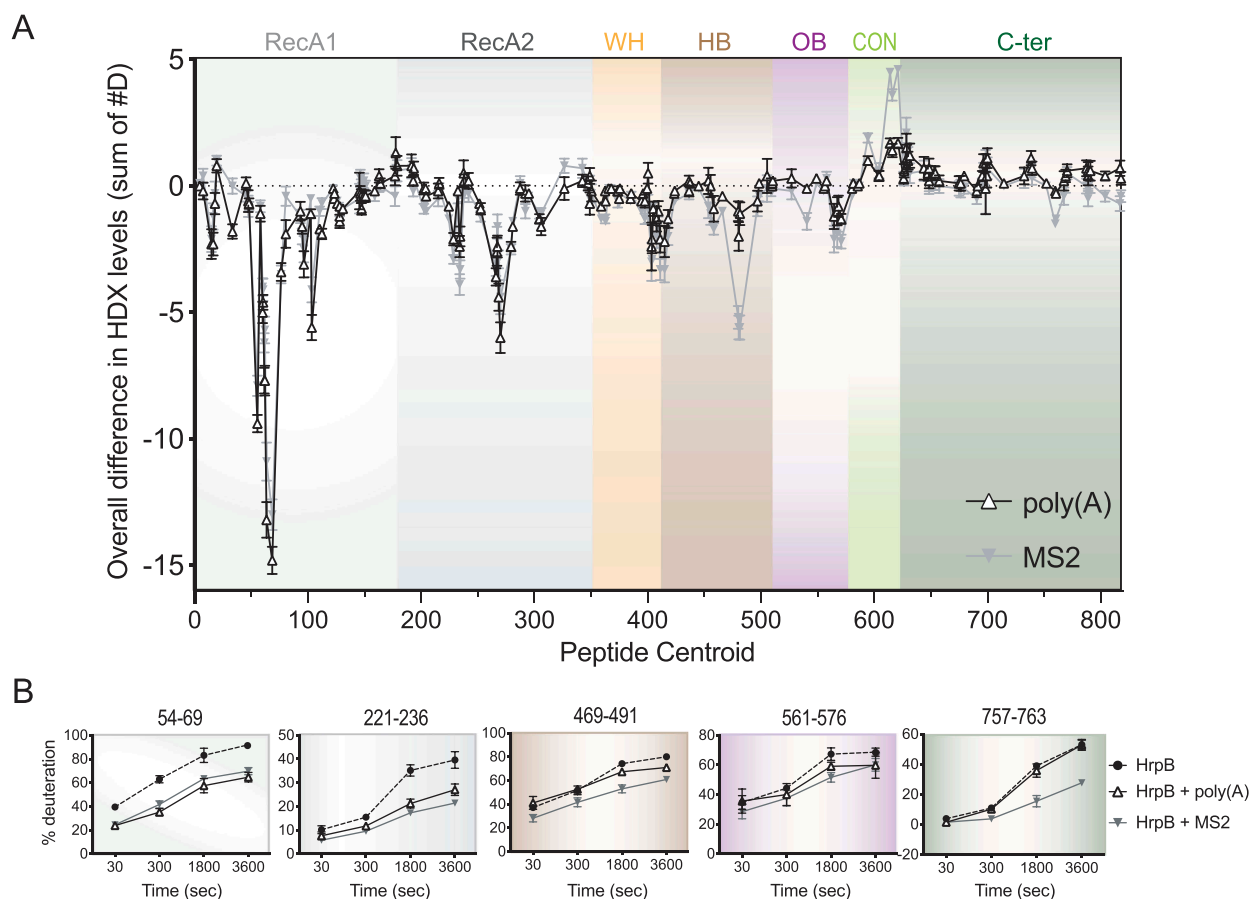 A
RecA1 RecA2 WH HB OB CON C-ter
Overall difference in HDX levels (sum of #D)
5
0
-5
-10
-15
poly(A)
MS2
0 100 200 300 400 500 600 700 800
Peptide Centroid
B
54-69 221-236 469-491 561-576 757-763
% deuteration
100
80
60
40
20
0
30 300 1800 3600
Time (sec)
50
40
30
20
10
0
30 300 1800 3600
Time (sec)
100
80
60
40
20
0
30 300 1800 3600
Time (sec)
80
60
40
20
0
30 300 1800 3600
Time (sec)
60
40
20
0
-20
30 300 1800 3600
Time (sec)
HrpB
HrpB + poly(A)
HrpB + MS2